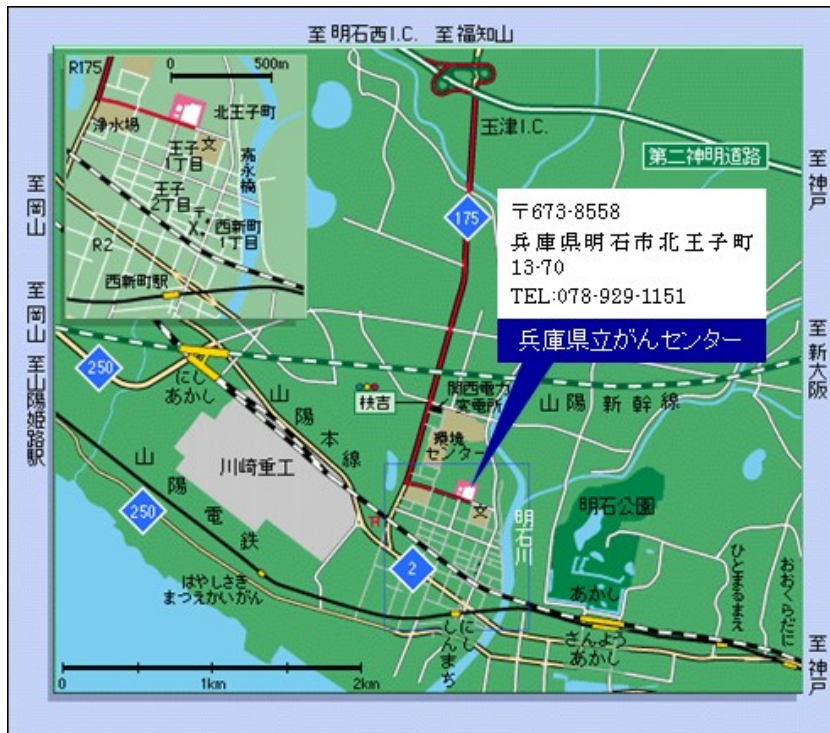 至明石西I.C. 至福知山
R175
0 500m
北王子町
浄水場
文
王子
1丁目
嘉永橋
王子
2丁目
〒
X
西新町
1丁目
R2
西新町駅
玉津I.C.
第二神明道路
至神戸
175
〒673-8558
兵庫県明石市北王子町
13-70
TEL:078-929-1151
兵庫県立がんセンター
至岡山
至岡山
至山陽姫路駅
250
にし
あかし
山陽本線
関西電力
変電所
山陽新幹線
至新大阪
環境
センター
川崎重工
山陽電鉄
250
文
明石川
明石公園
2
はやしさき
まつえかいがん
あかし
ひとまるまえ
おおくらだに
にし
しんまち
さんよう
あかし
至神戸
0 1km 2km